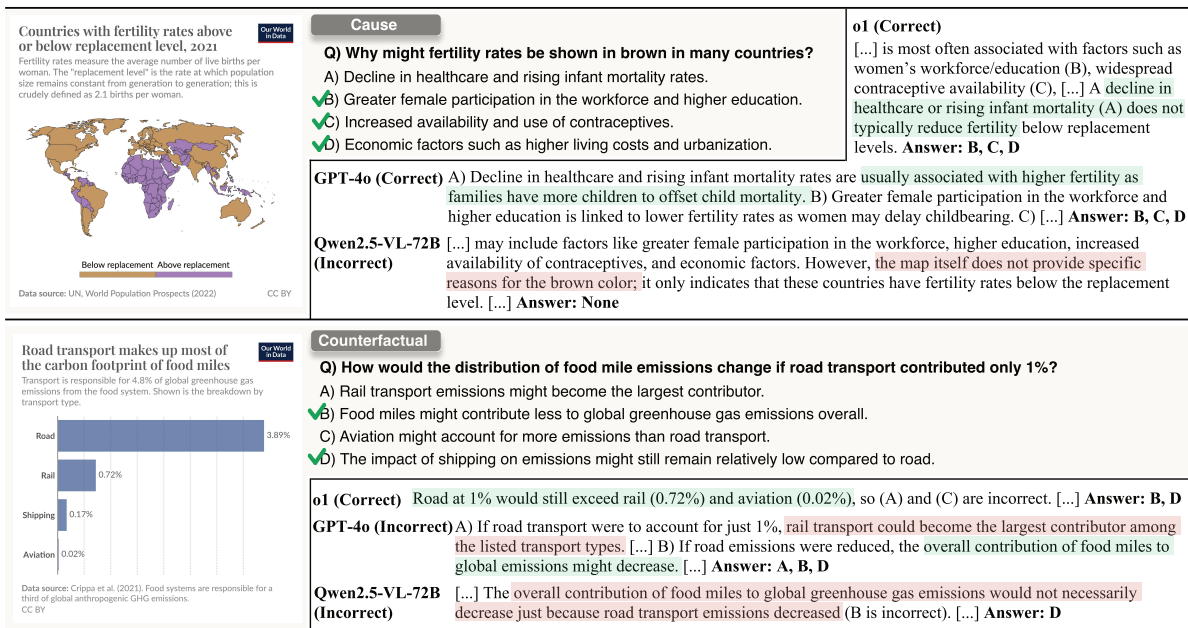 Countries with fertility rates above
or below replacement level, 2021
Our World
in Data
Fertility rates measure the average number of live births per
woman. The "replacement level" is the rate at which population
size remains constant from generation to generation; this is
crudely defined as 2.1 births per woman.
Below replacement Above replacement
Data source: UN, World Population Prospects (2022) CC BY
Cause
Q) Why might fertility rates be shown in brown in many countries?
A) Decline in healthcare and rising infant mortality rates.
B) Greater female participation in the workforce and higher education.
C) Increased availability and use of contraceptives.
D) Economic factors such as higher living costs and urbanization.
o1 (Correct)
[...] is most often associated with factors such as
women's workforce/education (B), widespread
contraceptive availability (C), [...] A decline in
healthcare or rising infant mortality (A) does not
typically reduce fertility below replacement
levels. Answer: B, C, D
GPT-4o (Correct) A) Decline in healthcare and rising infant mortality rates are usually associated with higher fertility as
families have more children to offset child mortality. B) Greater female participation in the workforce and
higher education is linked to lower fertility rates as women may delay childbearing. C) [...] Answer: B, C, D
Qwen2.5-VL-72B [...] may include factors like greater female participation in the workforce, higher education, increased
(Incorrect) availability of contraceptives, and economic factors. However, the map itself does not provide specific
reasons for the brown color; it only indicates that these countries have fertility rates below the replacement
level. [...] Answer: None
Road transport makes up most of
the carbon footprint of food miles
Our World
in Data
Transport is responsible for 4.8% of global greenhouse gas
emissions from the food system. Shown is the breakdown by
transport type.
Road 3.89%
Rail 0.72%
Shipping 0.17%
Aviation 0.02%
Data source: Crippa et al. (2021). Food systems are responsible for a
third of global anthropogenic GHG emissions.
CC BY
Counterfactual
Q) How would the distribution of food mile emissions change if road transport contributed only 1%?
A) Rail transport emissions might become the largest contributor.
B) Food miles might contribute less to global greenhouse gas emissions overall.
C) Aviation might account for more emissions than road transport.
D) The impact of shipping on emissions might still remain relatively low compared to road.
o1 (Correct) Road at 1% would still exceed rail (0.72%) and aviation (0.02%), so (A) and (C) are incorrect. [...] Answer: B, D
GPT-4o (Incorrect) A) If road transport were to account for just 1%, rail transport could become the largest contributor among
the listed transport types. [...] B) If road emissions were reduced, the overall contribution of food miles to
global emissions might decrease. [...] Answer: A, B, D
Qwen2.5-VL-72B [...] The overall contribution of food miles to global greenhouse gas emissions would not necessarily
(Incorrect) decrease just because road transport emissions decreased (B is incorrect). [...] Answer: D